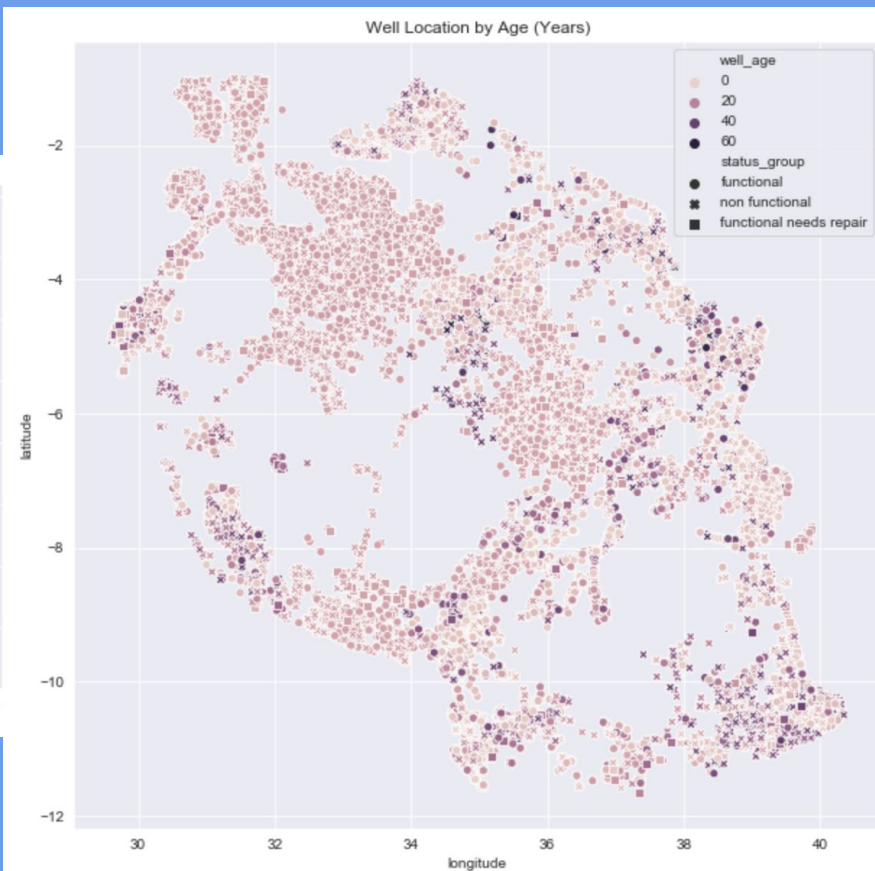 Well Location by Age (Years)
well_age
0
20
40
60
status_group
functional
non functional
functional needs repair
−2
−4
−6
−8
−10
−12
latitude
30
32
34
36
38
40
longitude